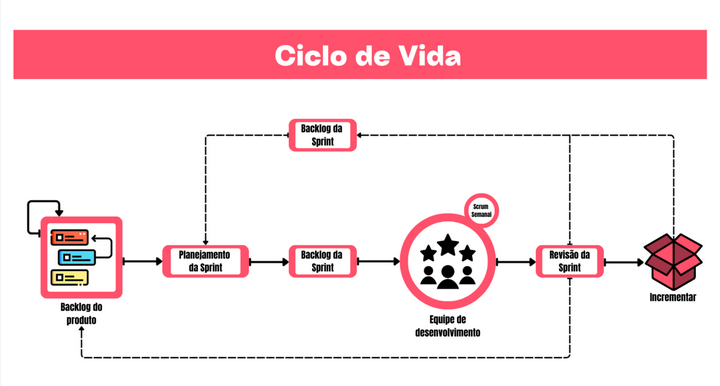 Ciclo de Vida
Backlog da
Sprint
Scrum
Semanal
Planejamento
da Sprint
Backlog da
Sprint
Revisão da
Sprint
Backlog do
produto
Equipe de
desenvolvimento
Incrementar